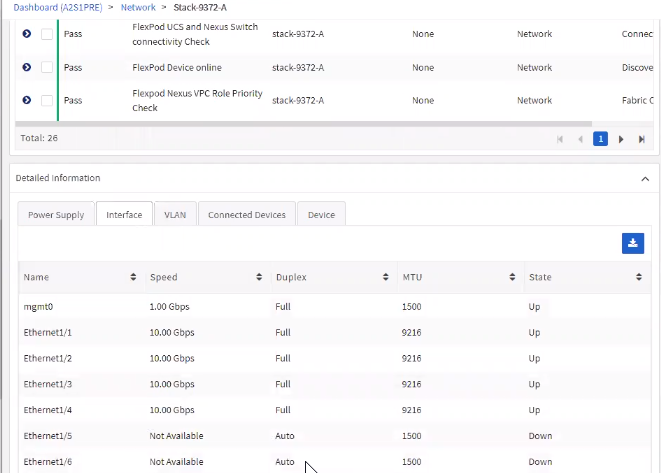 Dashboard (A2S1PRE) > Network > Stack-9372-A
Pass FlexPod UCS and Nexus Switch connectivity Check stack-9372-A None Network Connec
Pass FlexPod Device online stack-9372-A None Network Discove
Pass Flexpod Nexus VPC Role Priority Check stack-9372-A None Network Fabric C
Total: 26 1
Detailed Information
Power Supply Interface VLAN Connected Devices Device
Name Speed Duplex MTU State
mgmt0 1.00 Gbps Full 1500 Up
Ethernet1/1 10.00 Gbps Full 9216 Up
Ethernet1/2 10.00 Gbps Full 9216 Up
Ethernet1/3 10.00 Gbps Full 9216 Up
Ethernet1/4 10.00 Gbps Full 9216 Up
Ethernet1/5 Not Available Auto 1500 Down
Ethernet1/6 Not Available Auto 1500 Down